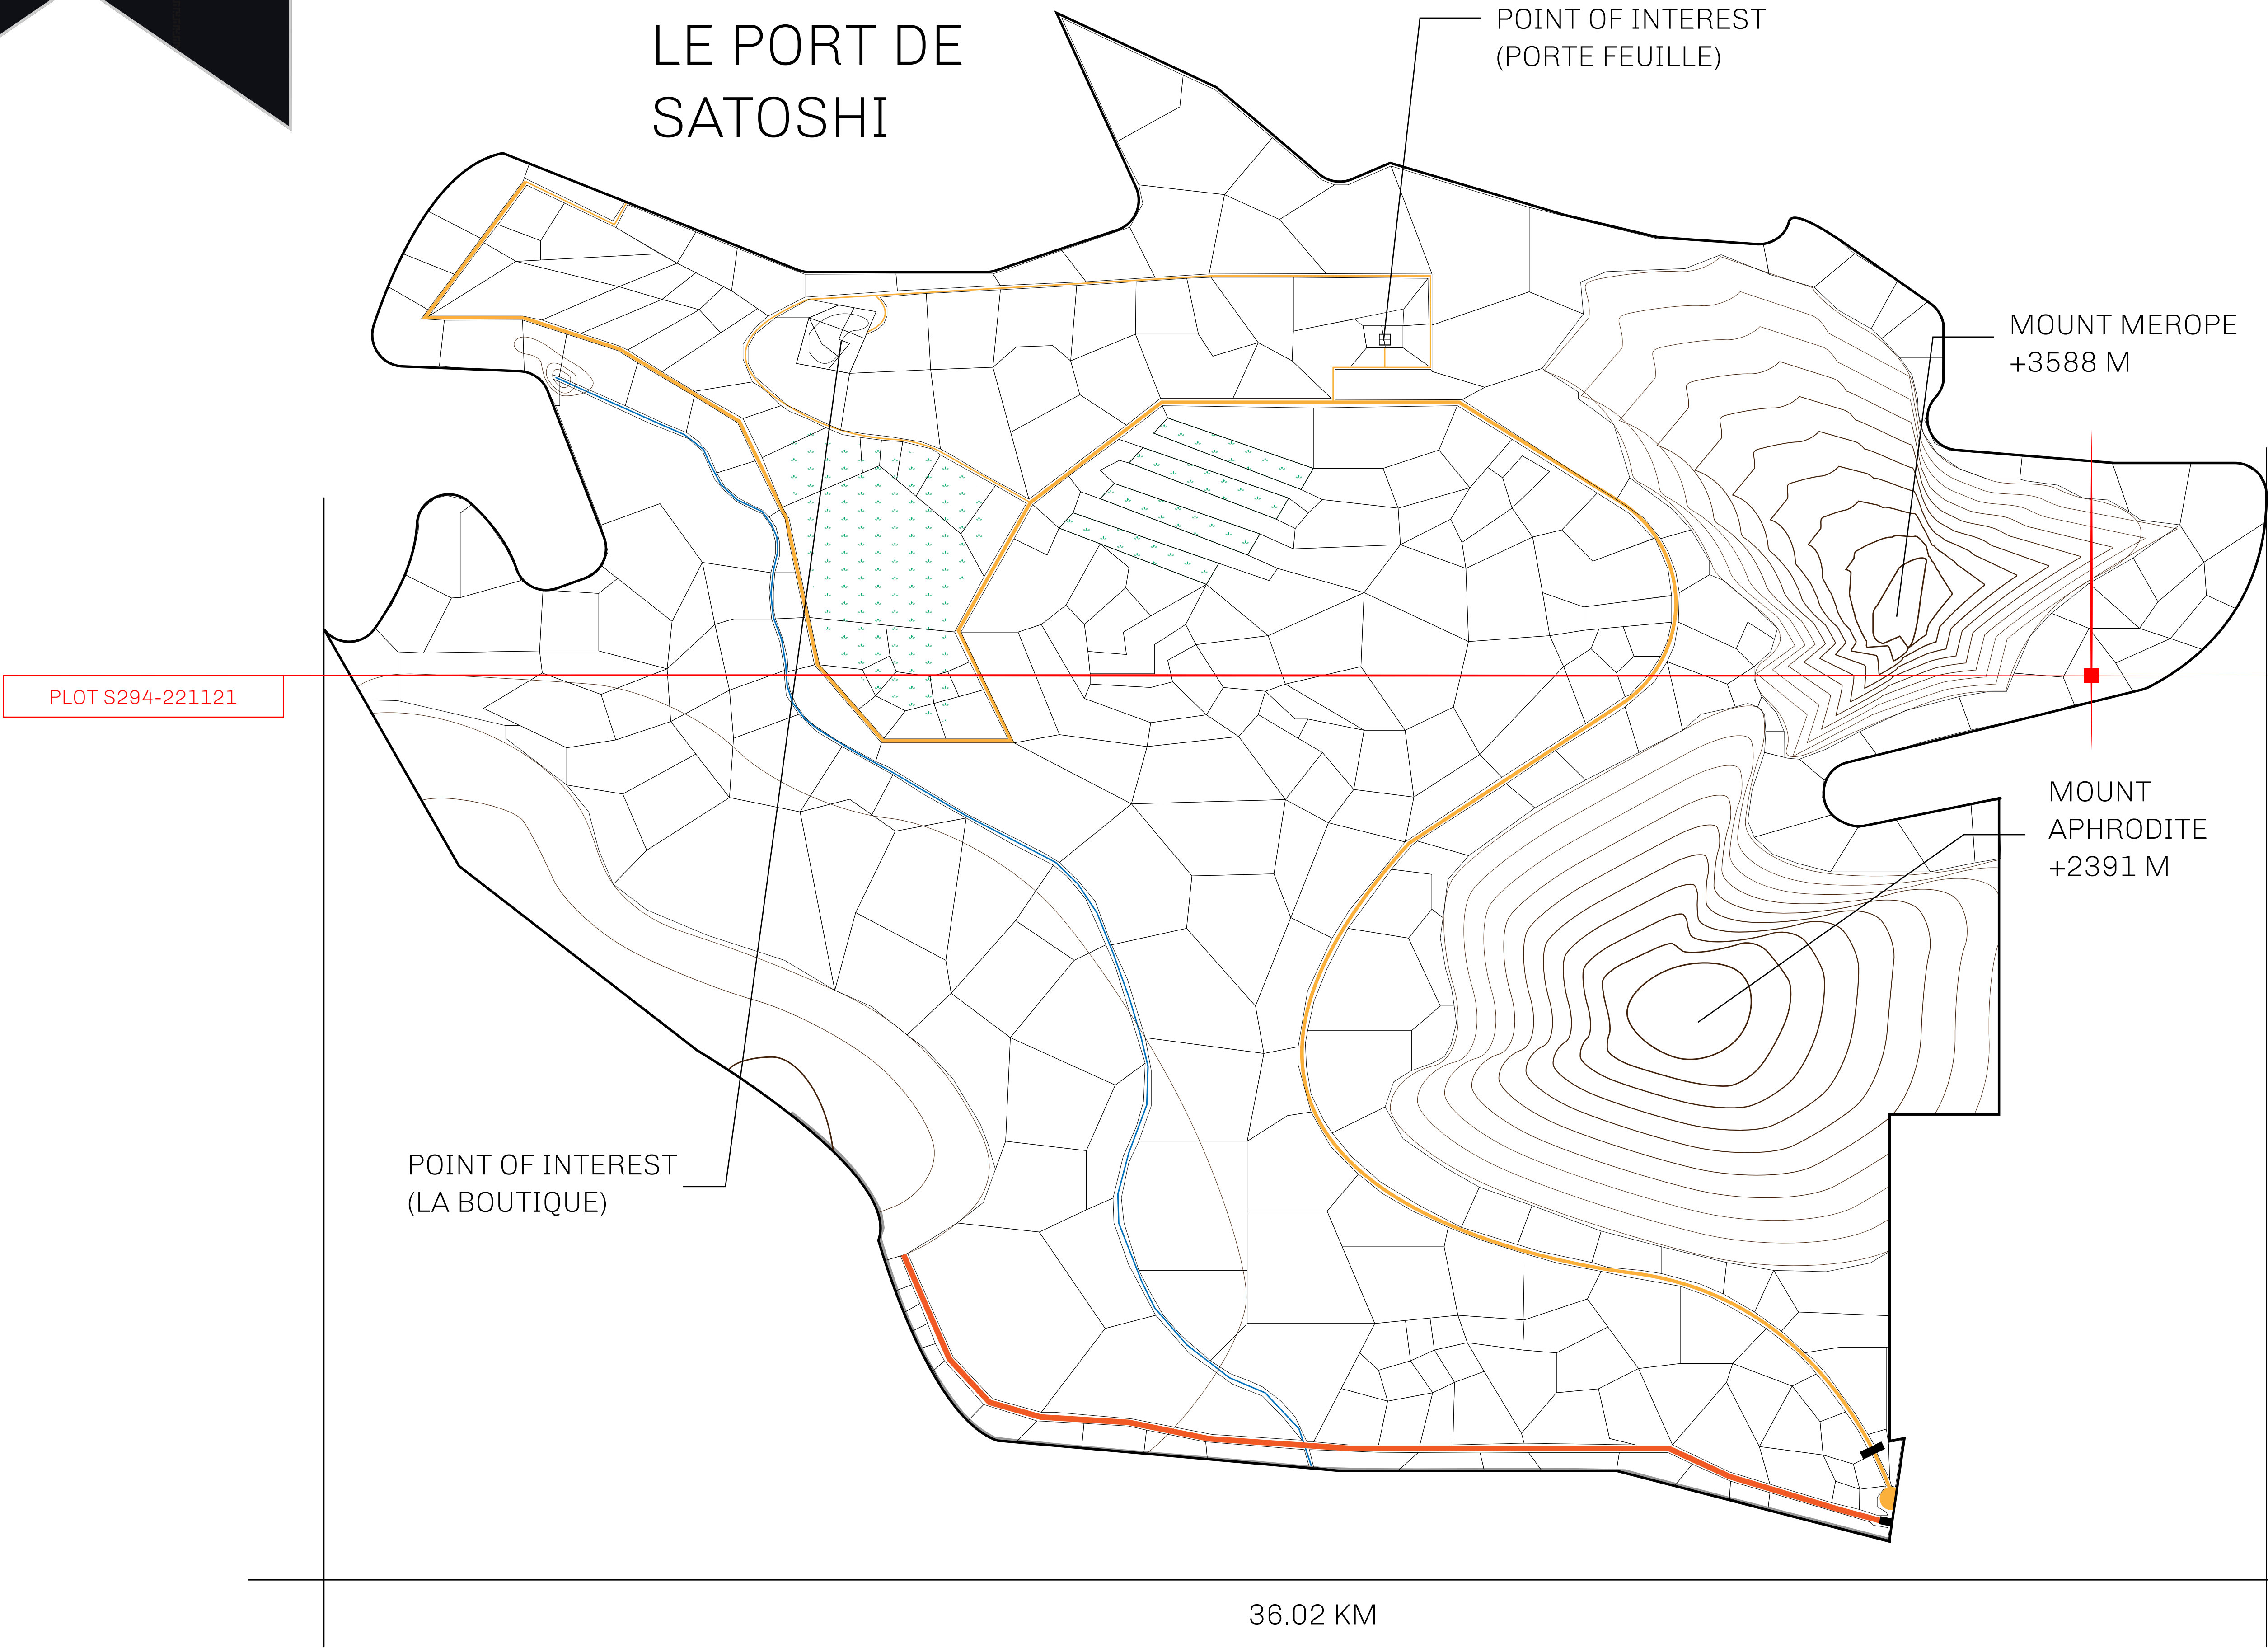 LE PORT DE
SATOSHI
POINT OF INTEREST
(PORTE FEUILLE)
MOUNT MEROPE
+3588 M
PLOT S294-221121
MOUNT
APHRODITE
+2391 M
POINT OF INTEREST
(LA BOUTIQUE)
36.02 KM